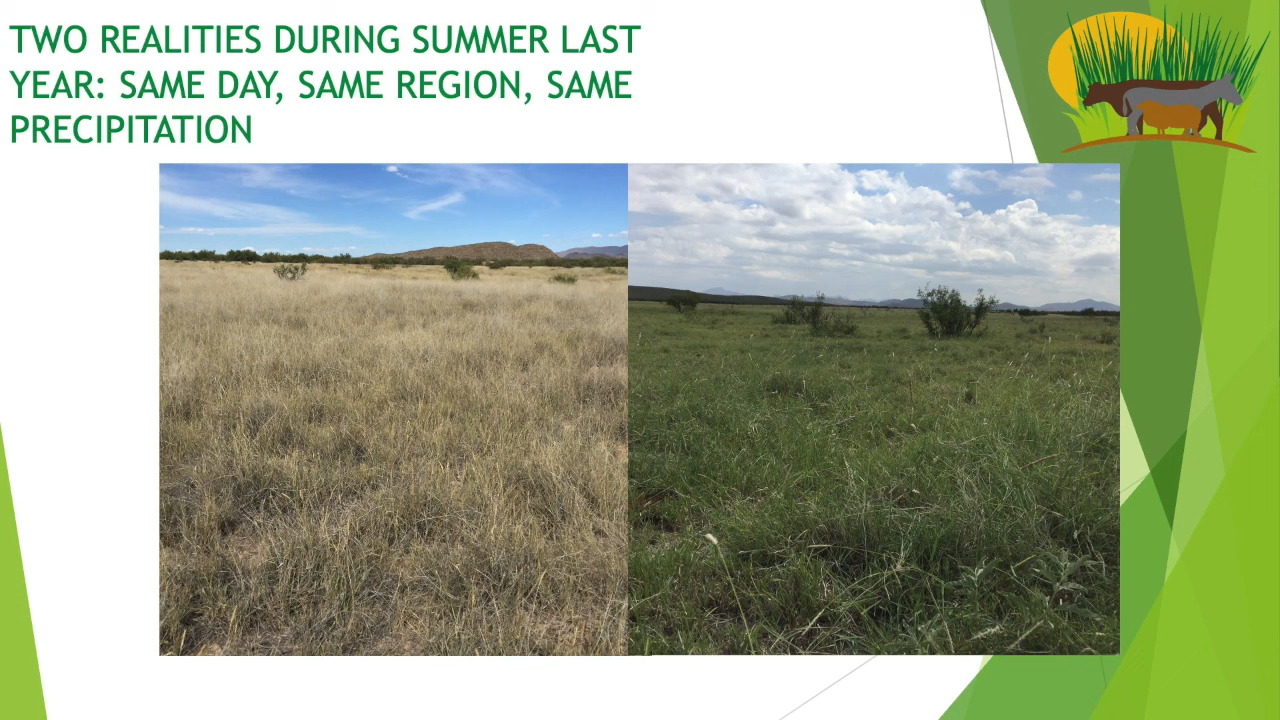 TWO REALITIES DURING SUMMER LAST
YEAR: SAME DAY, SAME REGION, SAME
PRECIPITATION